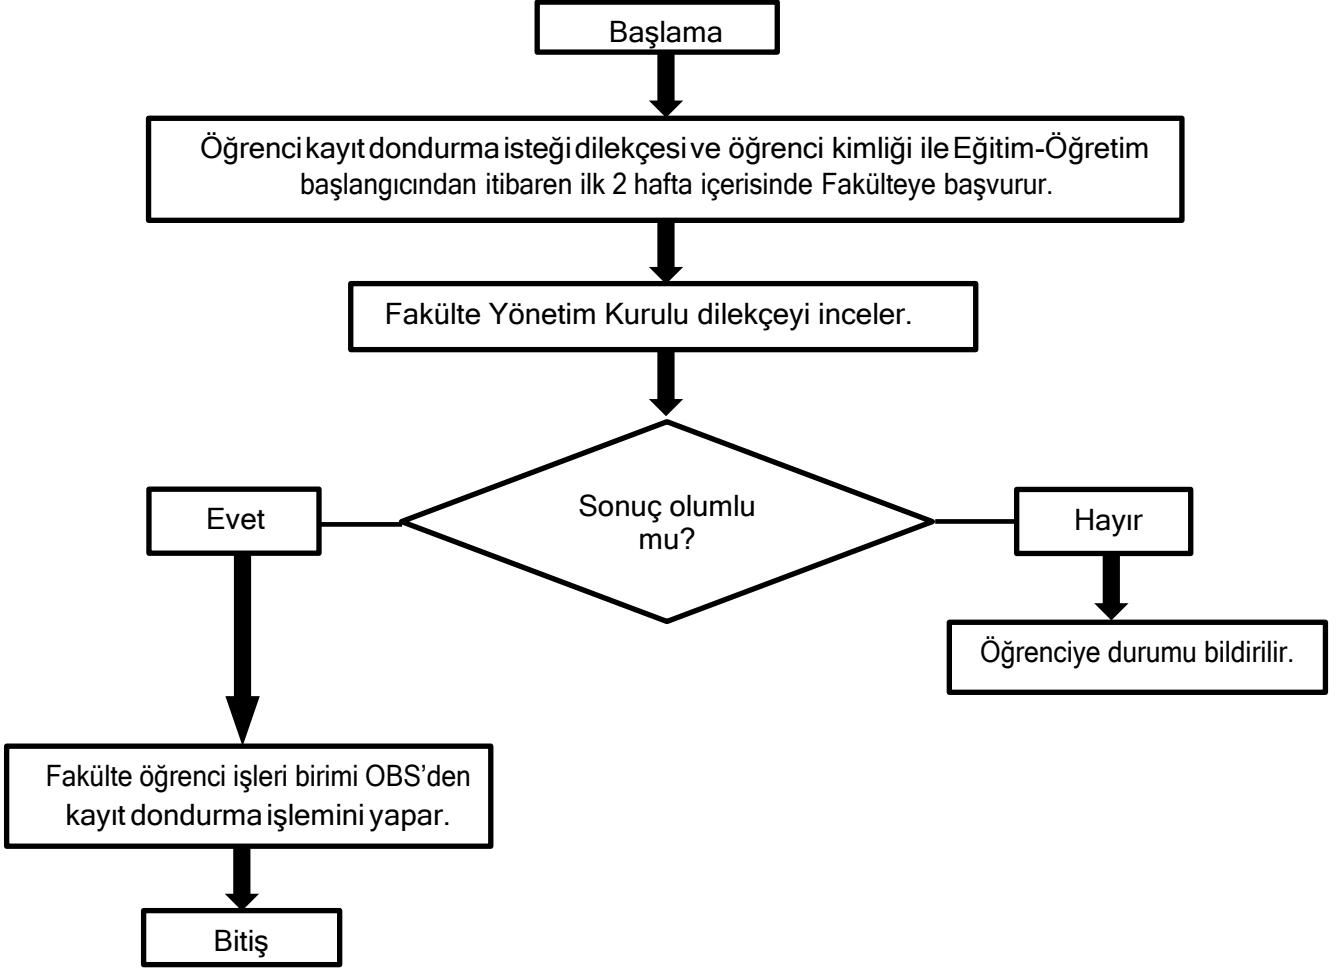 Başlama
Öğrenci kayıt dondurma isteği dilekçesi ve öğrenci kimliği ile Eğitim-Öğretim
başlangıcından itibaren ilk 2 hafta içerisinde Fakülteye başvurur.
Fakülte Yönetim Kurulu dilekçeyi inceler.
Sonuç olumlu
mu?
Evet
Hayır
Öğrenciye durumu bildirilir.
Fakülte öğrenci işleri birimi OBS’den
kayıt dondurma işlemini yapar.
Bitiş